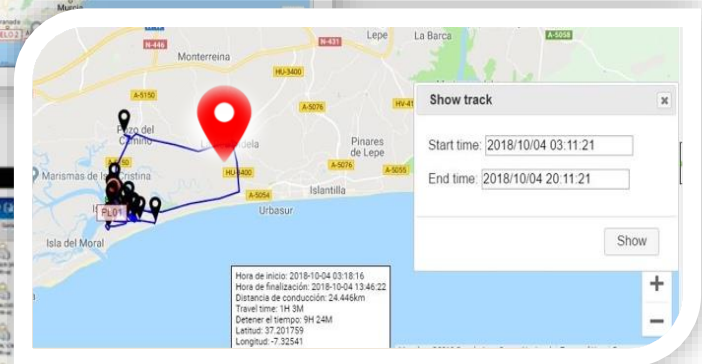 Murcia
N-446
N-431
Lepe
La Barca
A-5058
Monterreina
HU-3400
A-5150
A-5076
Show track
Pozo del
Camino
Pinares
de Lepe
Start time: 2018/10/04 03:11:21
HU-3400
A-5076
A-5055
Marismas de Isla Cristina
End time: 2018/10/04 20:11:21
A-5054
Islantilla
PL01
Urbasur
Isla del Moral
Show
Hora de inicio: 2018-10-04 03:18:16
Hora de finalización: 2018-10-04 13:46:22
Distancia de conducción: 24.446km
Travel time: 1H 3M
Detener el tiempo: 9H 24M
Latitud: 37.201759
Longitud: -7.32541
+
−